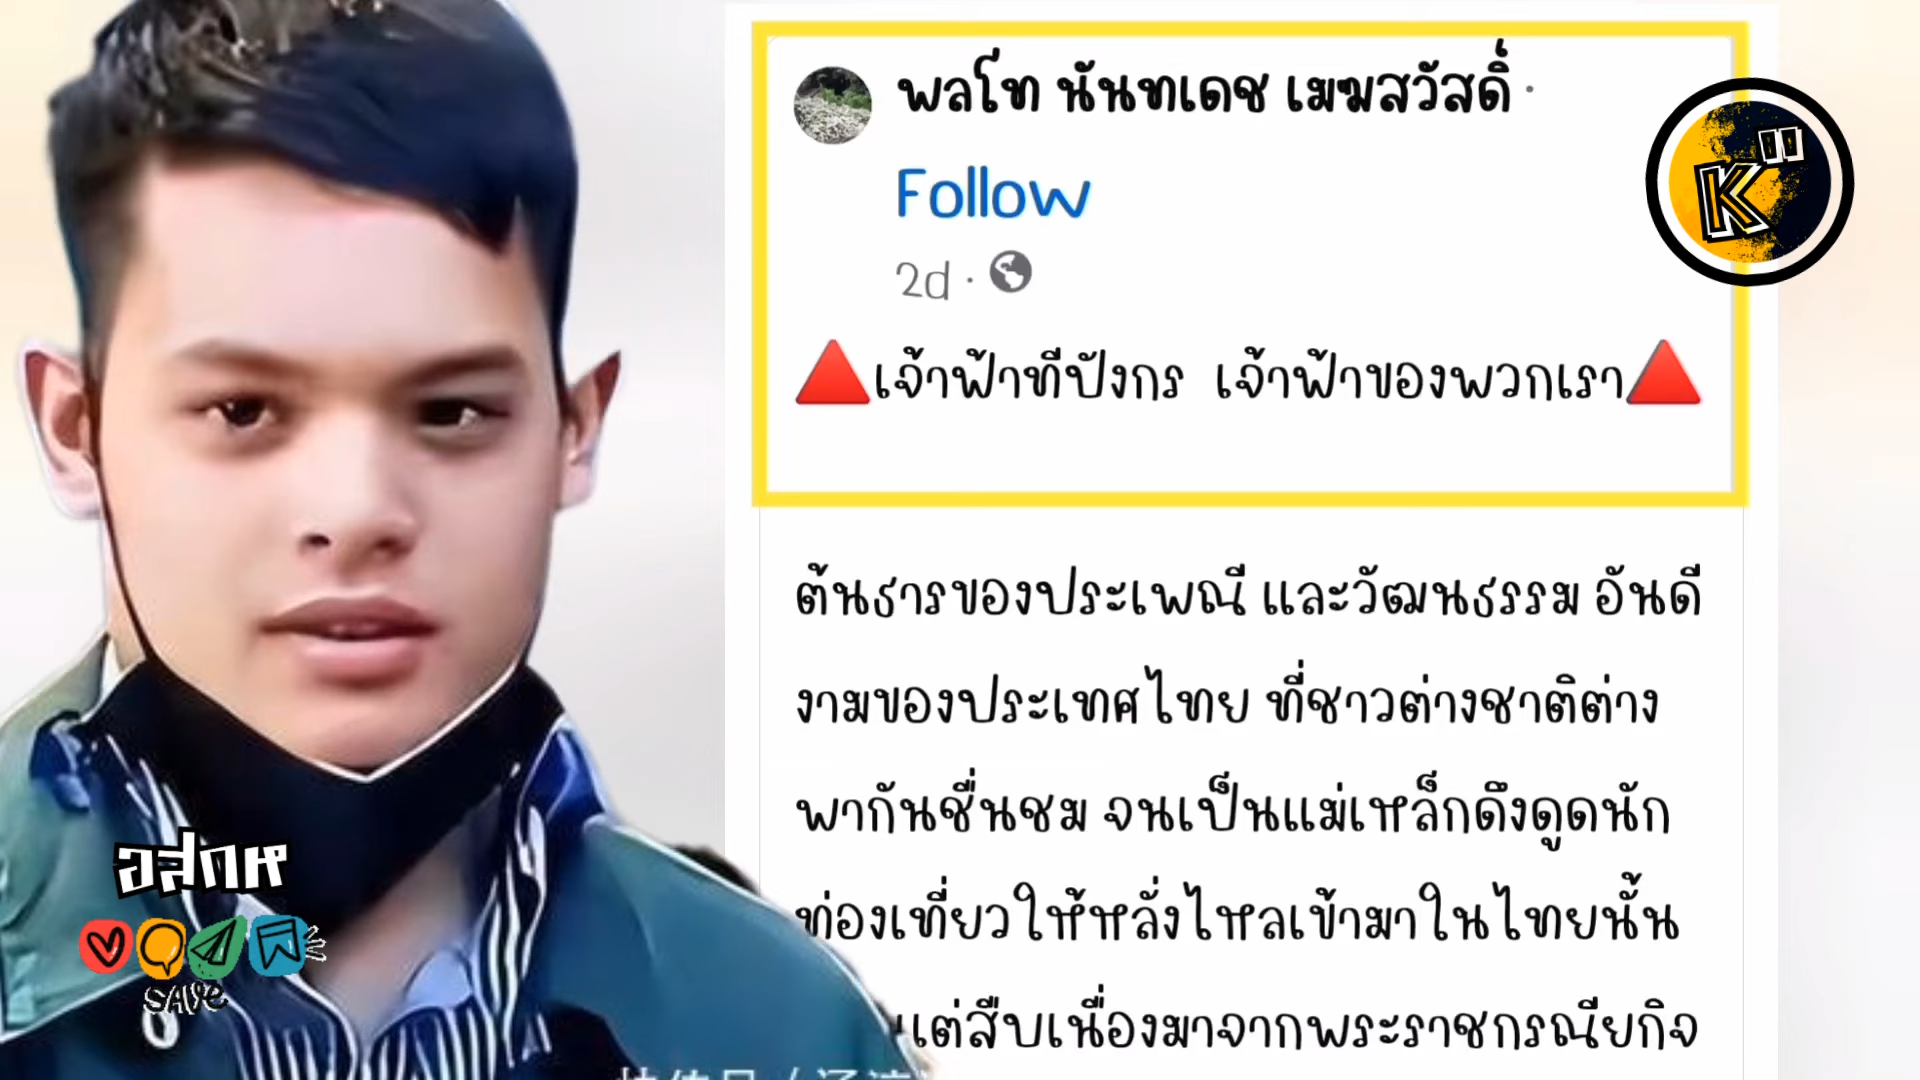 พลโท นันทเดช เมฆสวัสดิ์ ·
Follow
2d ·
🔺เจ้าฟ้าทีปังกร เจ้าฟ้าของพวกเรา🔺
ต้นธารของประเพณี และวัฒนธรรม อันดี
งามของประเทศไทย ที่ชาวต่างชาติต่าง
พากันชื่นชม จนเป็นแม่เหล็กดึงดูดนัก
ท่องเที่ยวให้หลั่งไหลเข้ามาในไทยนั้น
แต่สืบเนื่องมาจากพระราชกรณียกิจ
K"
อสักห
SAVE